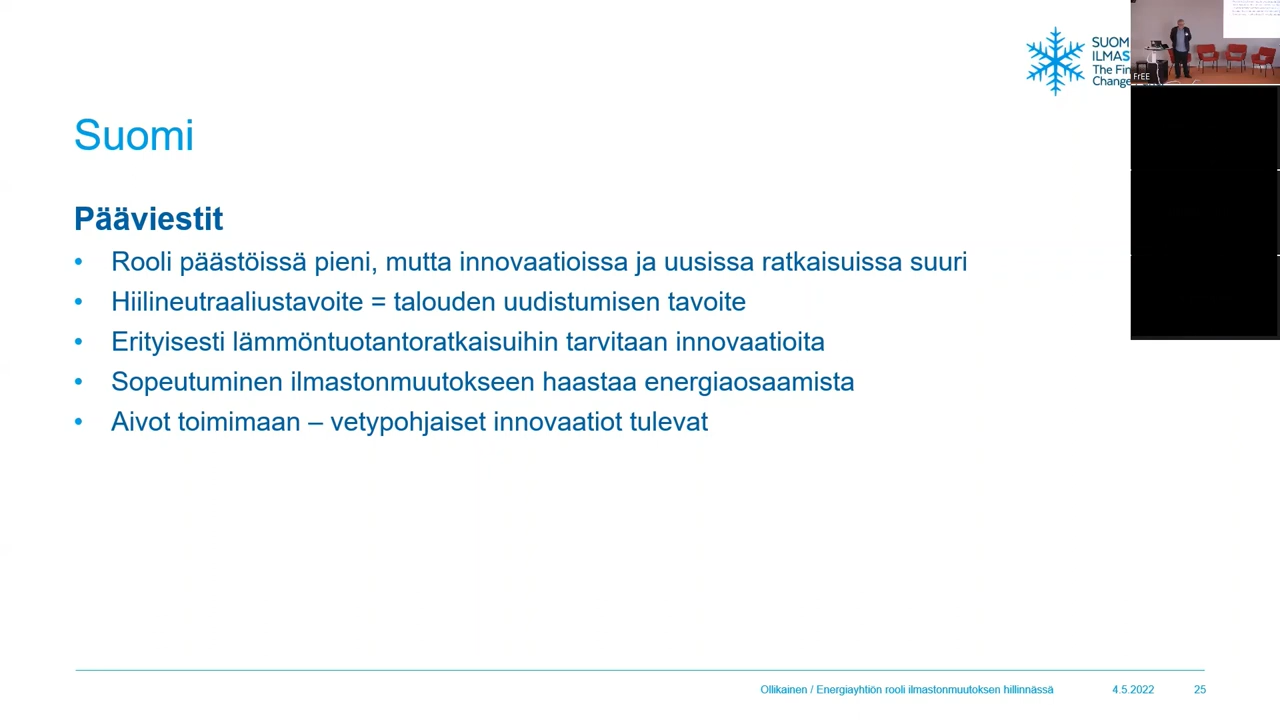 SUOM
ILMAS
The Fin
Change
FrEE
Suomi
Pääviestit
• Rooli päästöissä pieni, mutta innovaatioissa ja uusissa ratkaisuissa suuri
• Hiilineutraaliustavoite = talouden uudistumisen tavoite
• Erityisesti lämmöntuotantoratkaisuihin tarvitaan innovaatioita
• Sopeutuminen ilmastonmuutokseen haastaa energiaosaamista
• Aivot toimimaan – vetypohjaiset innovaatiot tulevat
Ollikainen / Energiayhtiön rooli ilmastonmuutoksen hillinnässä 4.5.2022 25